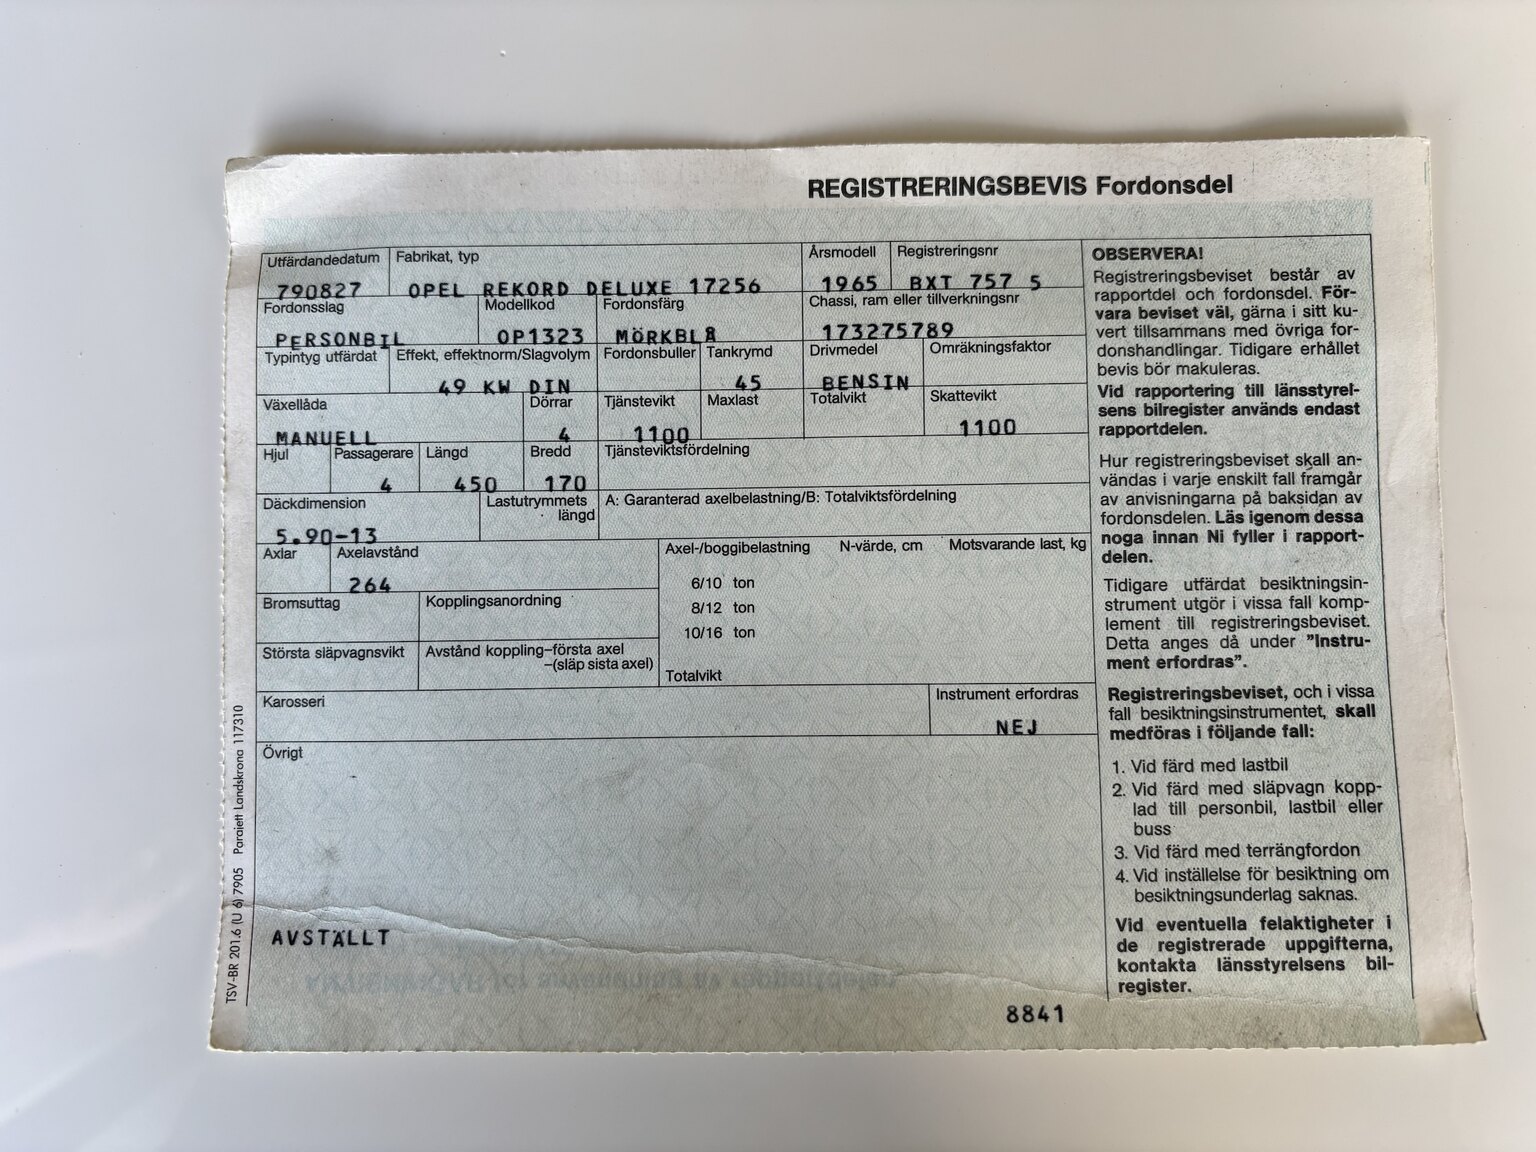 REGISTRERINGSBEVIS Fordonsdel
Utfärdandedatum Fabrikat, typ Årsmodell Registreringsnr
790827 OPEL REKORD DELUXE 17256 1965 BXT 757 5
Fordonsslag Modellkod Fordonsfärg Chassi, ram eller tillverkningsnr
PERSONBIL OP1323 MÖRKBLÅ 173275789
Typintyg utfärdat Effekt, effektnorm/Slagvolym Fordonsbuller Tankrymd Drivmedel Omräkningsfaktor
49 KW DIN 45 BENSIN
Växellåda Dörrar Tjänstevikt Maxlast Totalvikt Skattevikt
MANUELL 4 1100 1100
Hjul Passagerare Längd Bredd Tjänsteviktsfördelning
4 450 170
Däckdimension Lastutrymmets längd A: Garanterad axelbelastning/B: Totalviktsfördelning
5.90-13
Axlar Axelavstånd Axel-/boggibelastning N-värde, cm Motsvarande last, kg
264
6/10 ton
Bromsuttag Kopplingsanordning
8/12 ton
10/16 ton
Största släpvagnsvikt Avstånd koppling–första axel
–(släp sista axel)
Totalvikt
Karosseri Instrument erfordras
NEJ
Övrigt
AVSTÄLLT
8841
OBSERVERA!
Registreringsbeviset består av
rapportdel och fordonsdel. För-
vara beviset väl, gärna i sitt ku-
vert tillsammans med övriga for-
donshandlingar. Tidigare erhållet
bevis bör makuleras.
Vid rapportering till länsstyrel-
sens bilregister används endast
rapportdelen.
Hur registreringsbeviset skall an-
vändas i varje enskilt fall framgår
av anvisningarna på baksidan av
fordonsdelen. Läs igenom dessa
noga innan Ni fyller i rapport-
delen.
Tidigare utfärdat besiktningsin-
strument utgör i vissa fall komp-
lement till registreringsbeviset.
Detta anges då under ”Instru-
ment erfordras”.
Registreringsbeviset, och i vissa
fall besiktningsinstrumentet, skall
medföras i följande fall:
1. Vid färd med lastbil
2. Vid färd med släpvagn kopp-
lad till personbil, lastbil eller
buss
3. Vid färd med terrängfordon
4. Vid inställelse för besiktning om
besiktningsunderlag saknas.
Vid eventuella felaktigheter i
de registrerade uppgifterna,
kontakta länsstyrelsens bil-
register.
TSV-BR 201.6 (U 6) 7905 Parajett Landskrona 117310